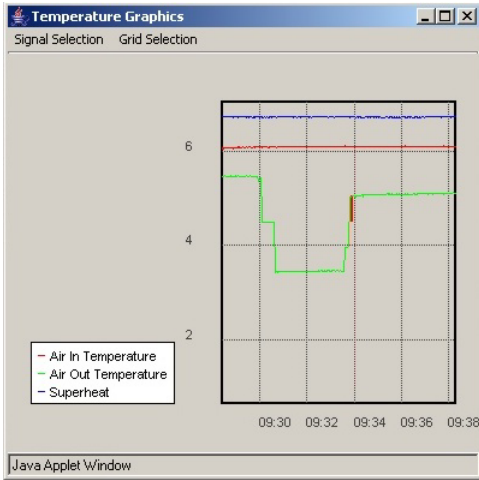 Temperature Graphics
Signal Selection Grid Selection
6
4
2
Air In Temperature
Air Out Temperature
Superheat
09:30 09:32 09:34 09:36 09:38
Java Applet Window